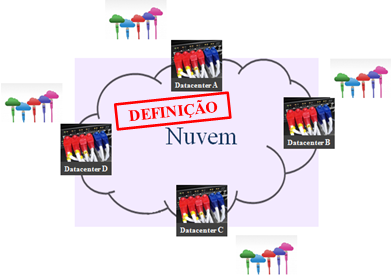 Datacenter A
DEFINIÇÃO
Nuvem
Datacenter B
Datacenter D
Datacenter C